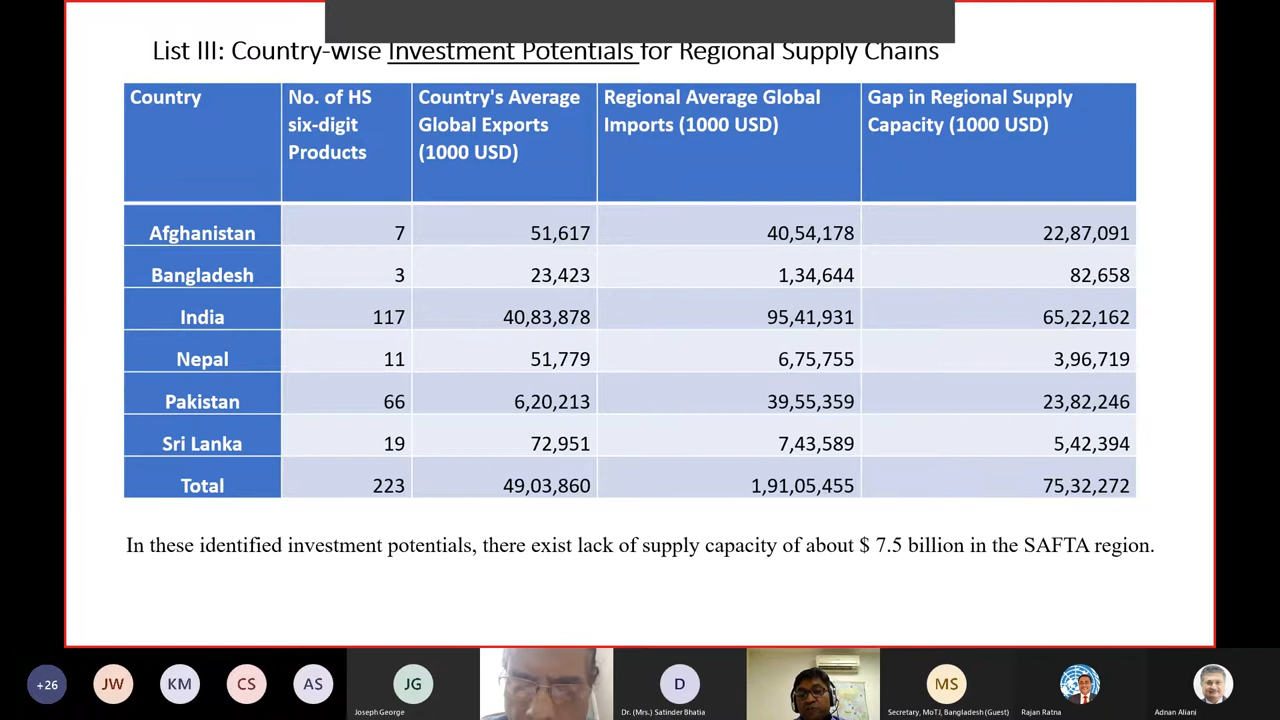 List III: Country-wise Investment Potentials for Regional Supply Chains
Country No. of HS six-digit Products Country's Average Global Exports (1000 USD) Regional Average Global Imports (1000 USD) Gap in Regional Supply Capacity (1000 USD)
Afghanistan 7 51,617 40,54,178 22,87,091
Bangladesh 3 23,423 1,34,644 82,658
India 117 40,83,878 95,41,931 65,22,162
Nepal 11 51,779 6,75,755 3,96,719
Pakistan 66 6,20,213 39,55,359 23,82,246
Sri Lanka 19 72,951 7,43,589 5,42,394
Total 223 49,03,860 1,91,05,455 75,32,272
In these identified investment potentials, there exist lack of supply capacity of about $ 7.5 billion in the SAFTA region.
+26 JW KM CS AS JG D MS
Joseph George Dr. (Mrs.) Satinder Bhatia Secretary, MoTJ, Bangladesh (Guest) Rajan Ratna Adnan Aliani